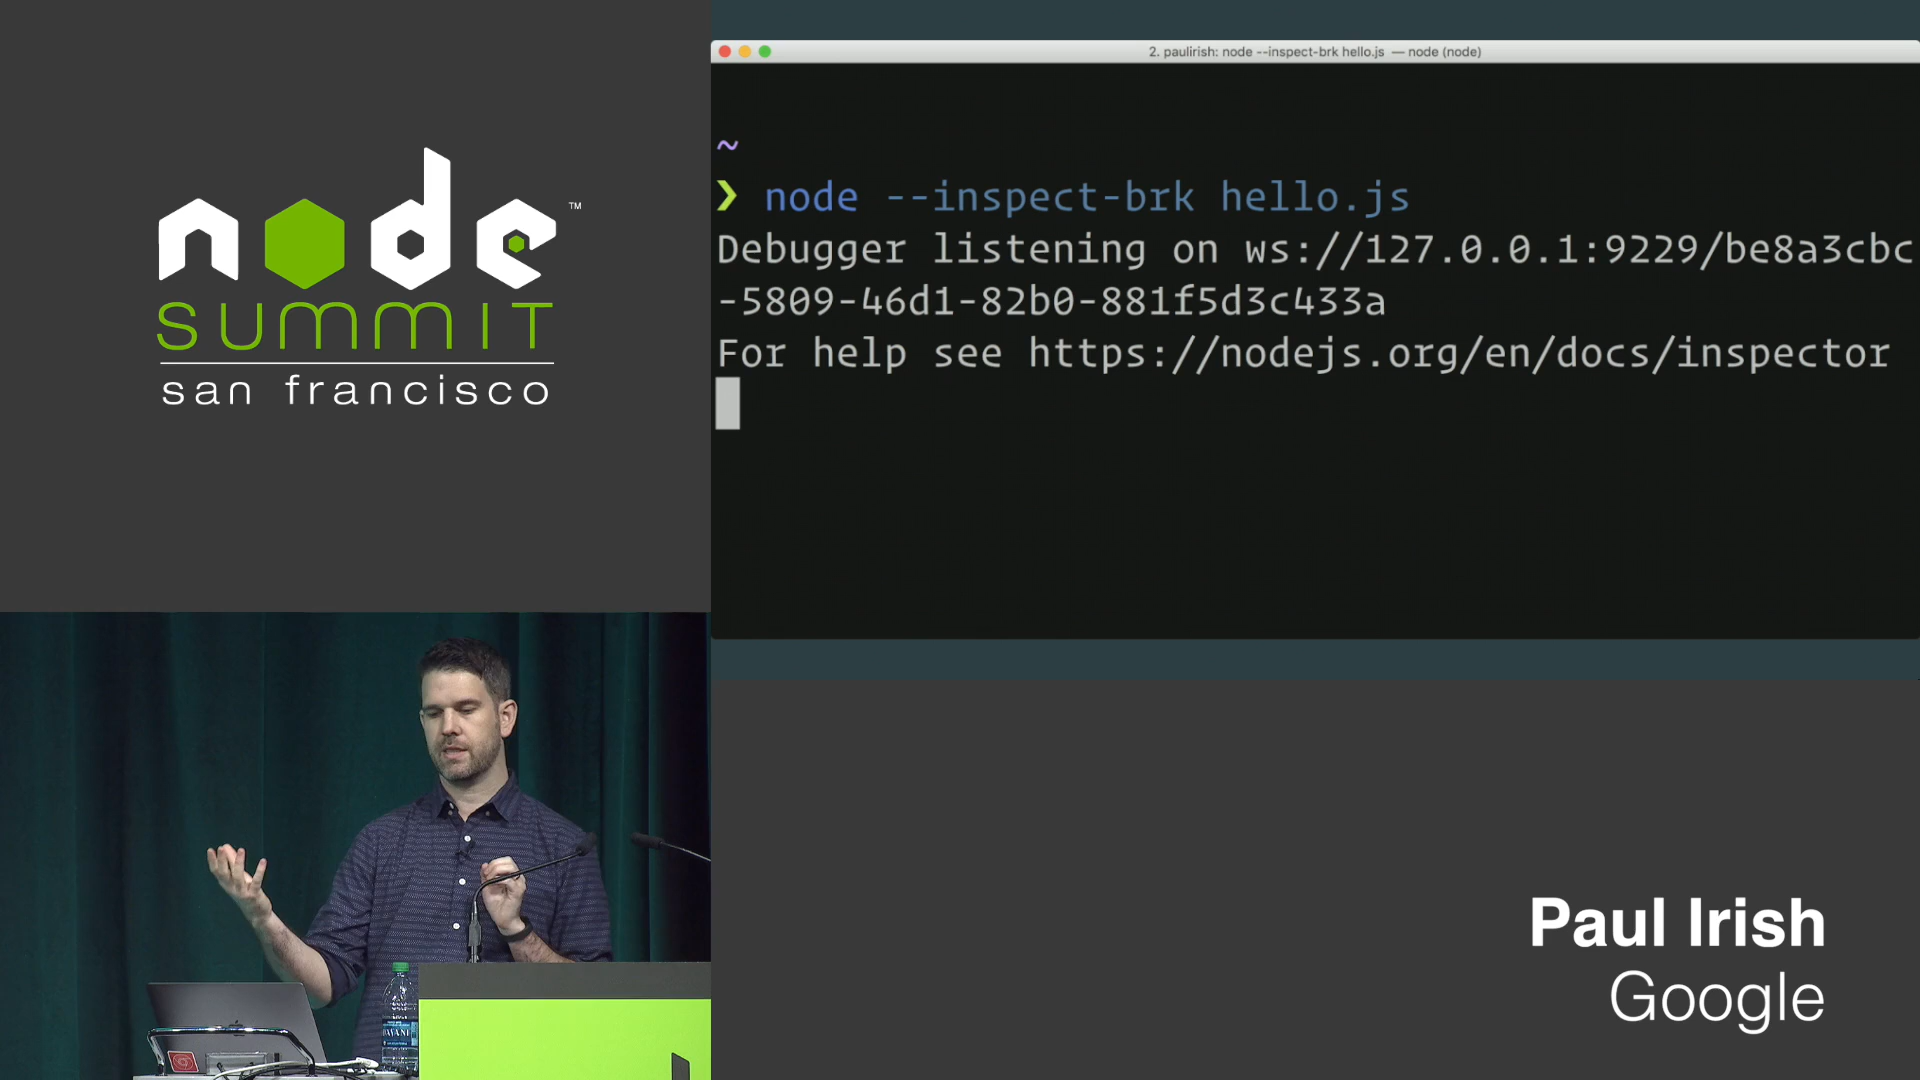 node™
SUMMIT
san francisco
2. paulirish: node --inspect-brk hello.js — node (node)
~
❯ node --inspect-brk hello.js
Debugger listening on ws://127.0.0.1:9229/be8a3cbc
-5809-46d1-82b0-881f5d3c433a
For help see https://nodejs.org/en/docs/inspector
Paul Irish
Google